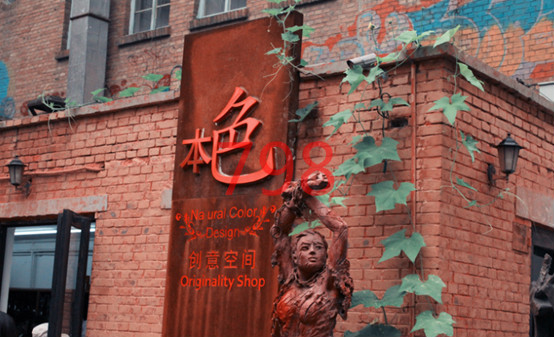 本色
798
Natural Color
Design
创意空间
Originality Shop